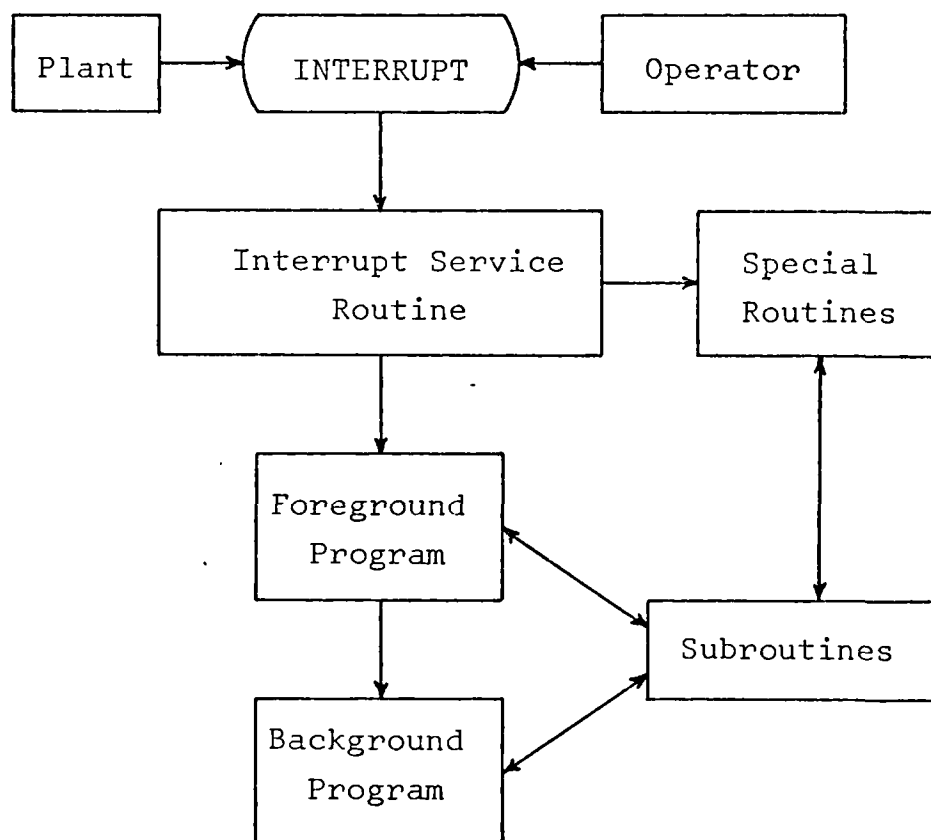 Plant
INTERRUPT
Operator
Interrupt Service
Routine
Special
Routines
Foreground
Program
Subroutines
Background
Program